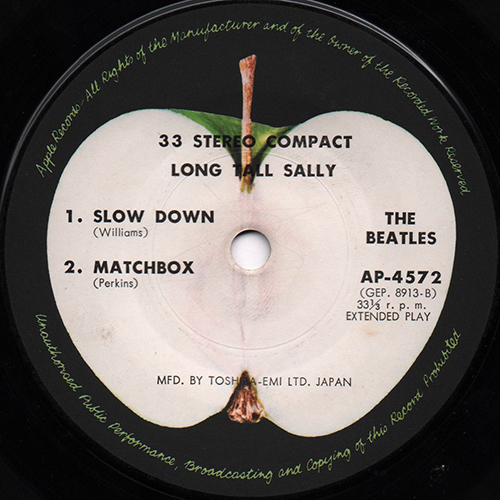 Apple Records · All Rights of the Manufacturer and of the Owner of the Recorded Work Reserved
33 STEREO COMPACT
LONG TALL SALLY
1. SLOW DOWN
(Williams)
THE
BEATLES
2. MATCHBOX
(Perkins)
AP-4572
(GEP. 8913-B)
33⅓ r. p. m.
EXTENDED PLAY
MFD. BY TOSHIBA-EMI LTD. JAPAN
Unauthorised Public Performance, Broadcasting and Copying of this Record Prohibited